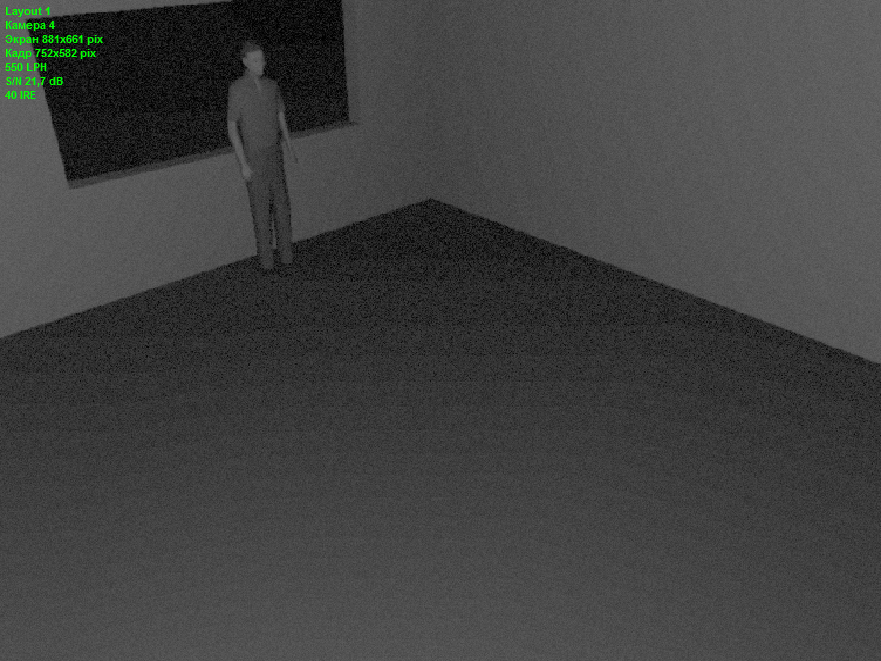 Layout 1
Камера 4
Экран 881x661 pix
Кадр 752x582 pix
550 LPH
S/N 21,7 dB
40 IRE